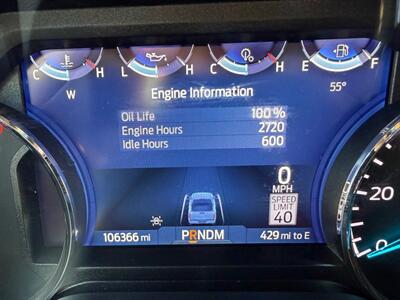 C H L H C H E F
W 55°
Engine Information
Oil Life 100 %
Engine Hours 2720
Idle Hours 600
0
MPH
SPEED
LIMIT
40
106366 mi PRNDM 429 mi to E
20
0